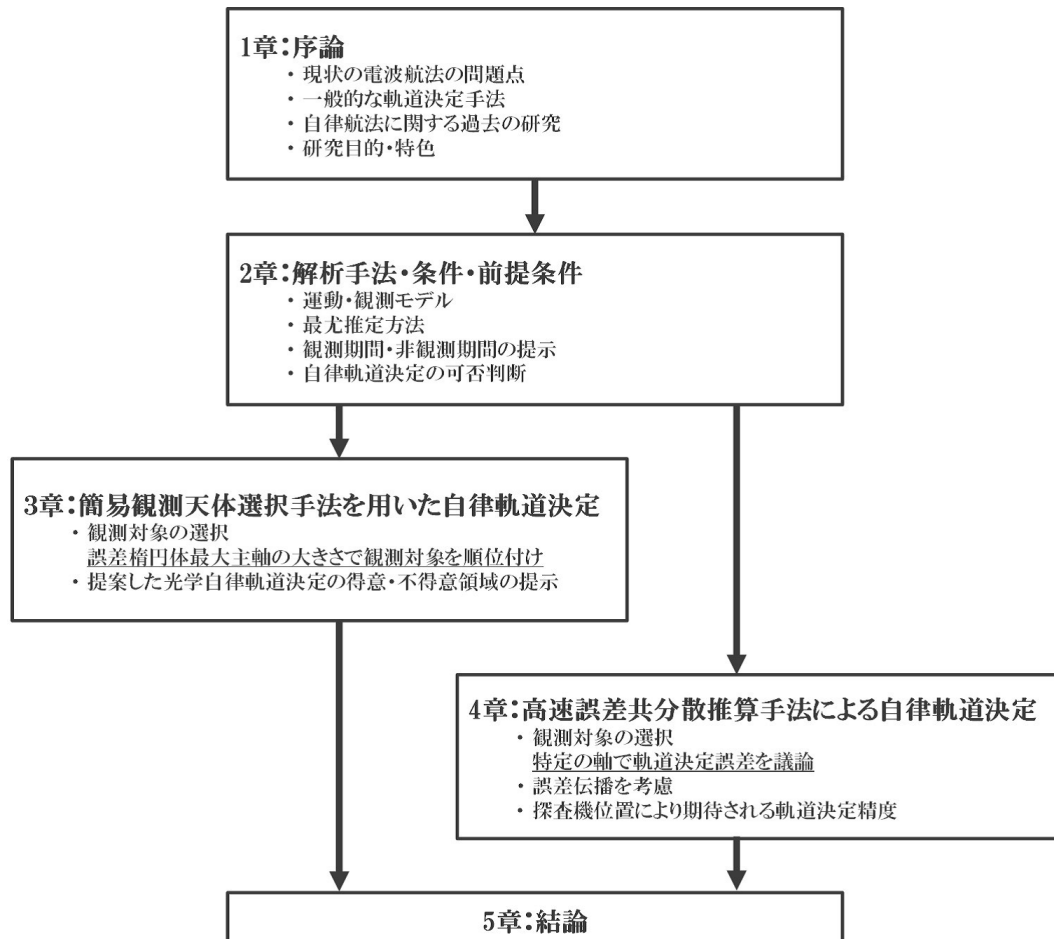 1章：序論
・現状の電波航法の問題点
・一般的な軌道決定手法
・自律航法に関する過去の研究
・研究目的・特色
2章：解析手法・条件・前提条件
・運動・観測モデル
・最尤推定方法
・観測期間・非観測期間の提示
・自律軌道決定の可否判断
3章：簡易観測天体選択手法を用いた自律軌道決定
・観測対象の選択
誤差楕円体最大主軸の大きさで観測対象を順位付け
・提案した光学自律軌道決定の得意・不得意領域の提示
4章：高速誤差共分散推算手法による自律軌道決定
・観測対象の選択
特定の軸で軌道決定誤差を議論
・誤差伝播を考慮
・探査機位置により期待される軌道決定精度
5章：結論